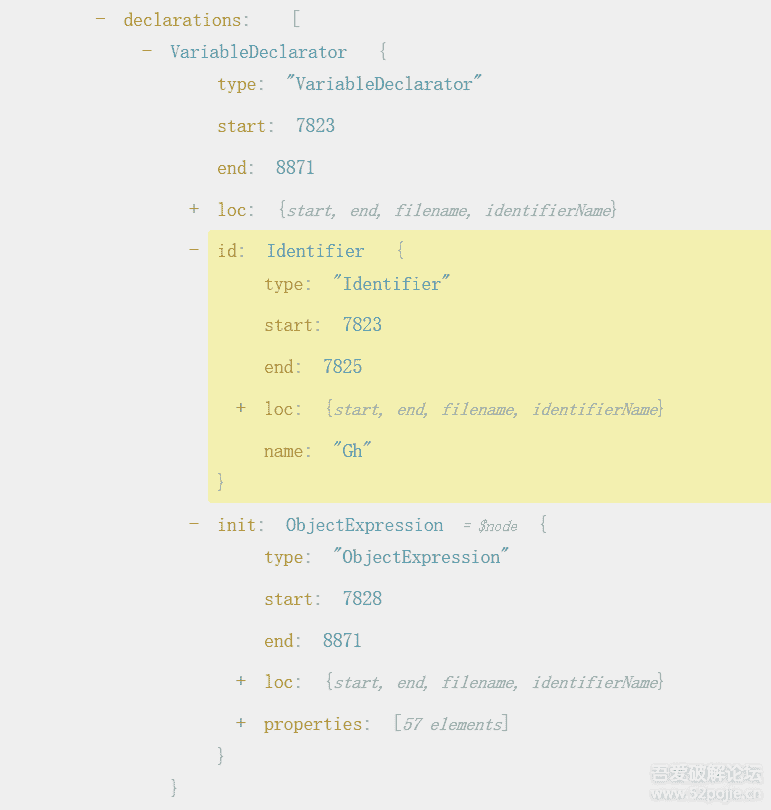 − declarations: [
− VariableDeclarator {
type: "VariableDeclarator"
start: 7823
end: 8871
+ loc: {start, end, filename, identifierName}
− id: Identifier {
type: "Identifier"
start: 7823
end: 7825
+ loc: {start, end, filename, identifierName}
name: "Gh"
}
− init: ObjectExpression = $node {
type: "ObjectExpression"
start: 7828
end: 8871
+ loc: {start, end, filename, identifierName}
+ properties: [57 elements]
}
}
吾爱破解论坛
www.52pojie.cn